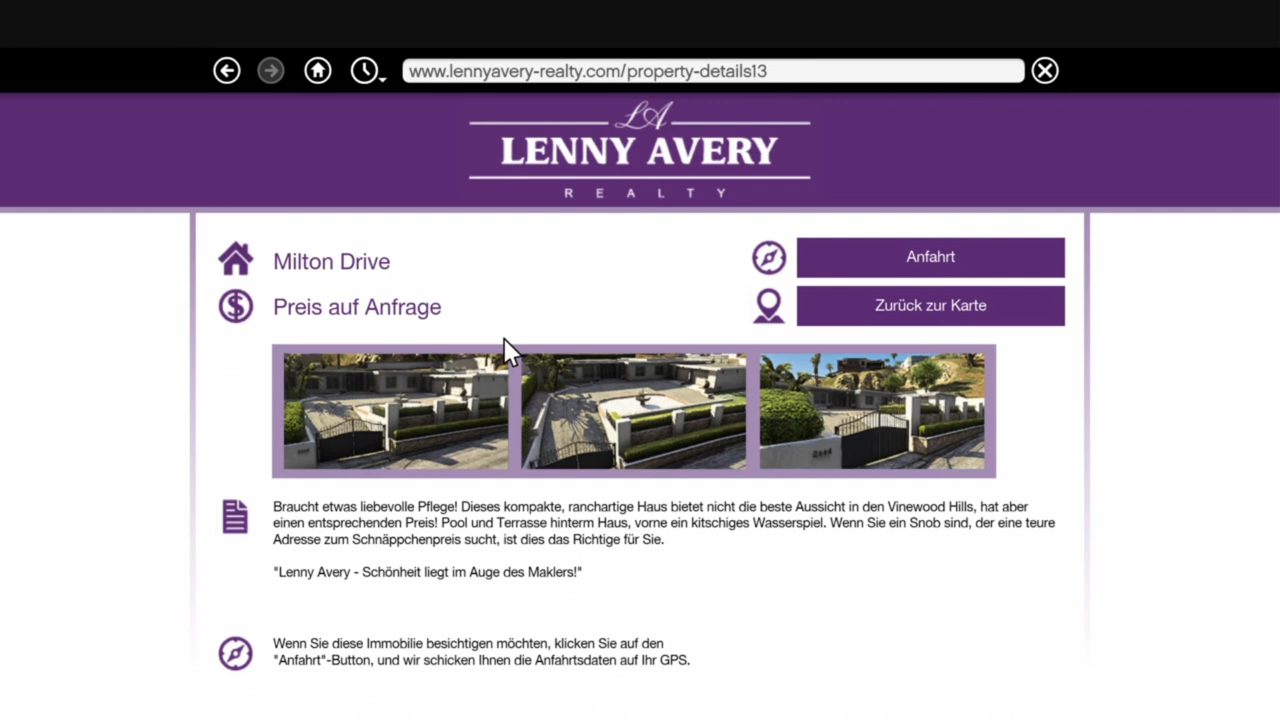 www.lennyavery-realty.com/property-details13
LA
LENNY AVERY
REALTY
Milton Drive
Anfahrt
Preis auf Anfrage
Zurück zur Karte
Braucht etwas liebevolle Pflege! Dieses kompakte, ranchartige Haus bietet nicht die beste Aussicht in den Vinewood Hills, hat aber
einen entsprechenden Preis! Pool und Terrasse hinterm Haus, vorne ein kitschiges Wasserspiel. Wenn Sie ein Snob sind, der eine teure
Adresse zum Schnäppchenpreis sucht, ist dies das Richtige für Sie.
"Lenny Avery - Schönheit liegt im Auge des Maklers!"
Wenn Sie diese Immobilie besichtigen möchten, klicken Sie auf den
"Anfahrt"-Button, und wir schicken Ihnen die Anfahrtsdaten auf Ihr GPS.